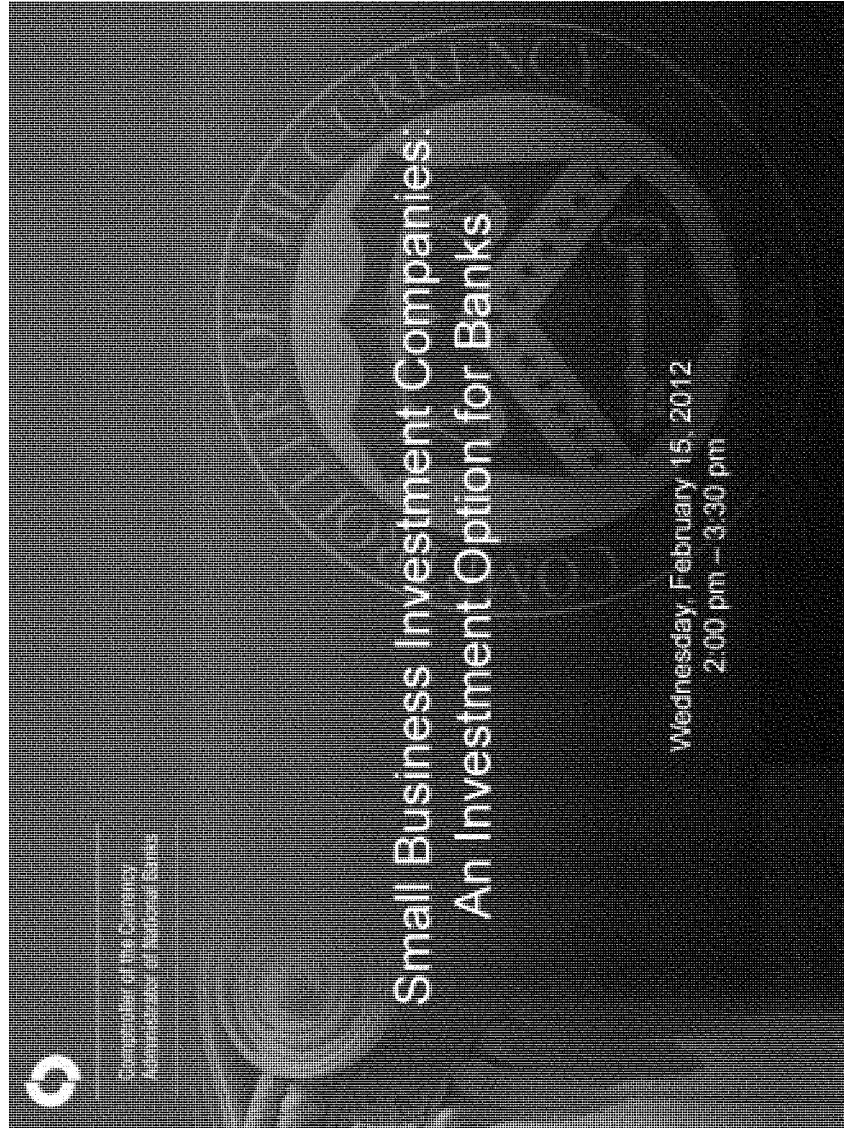 Comptroller of the Currency
Administrator of National Banks
Small Business Investment Companies:
An Investment Option for Banks
Wednesday, February 15, 2012
2:00 pm – 3:30 pm